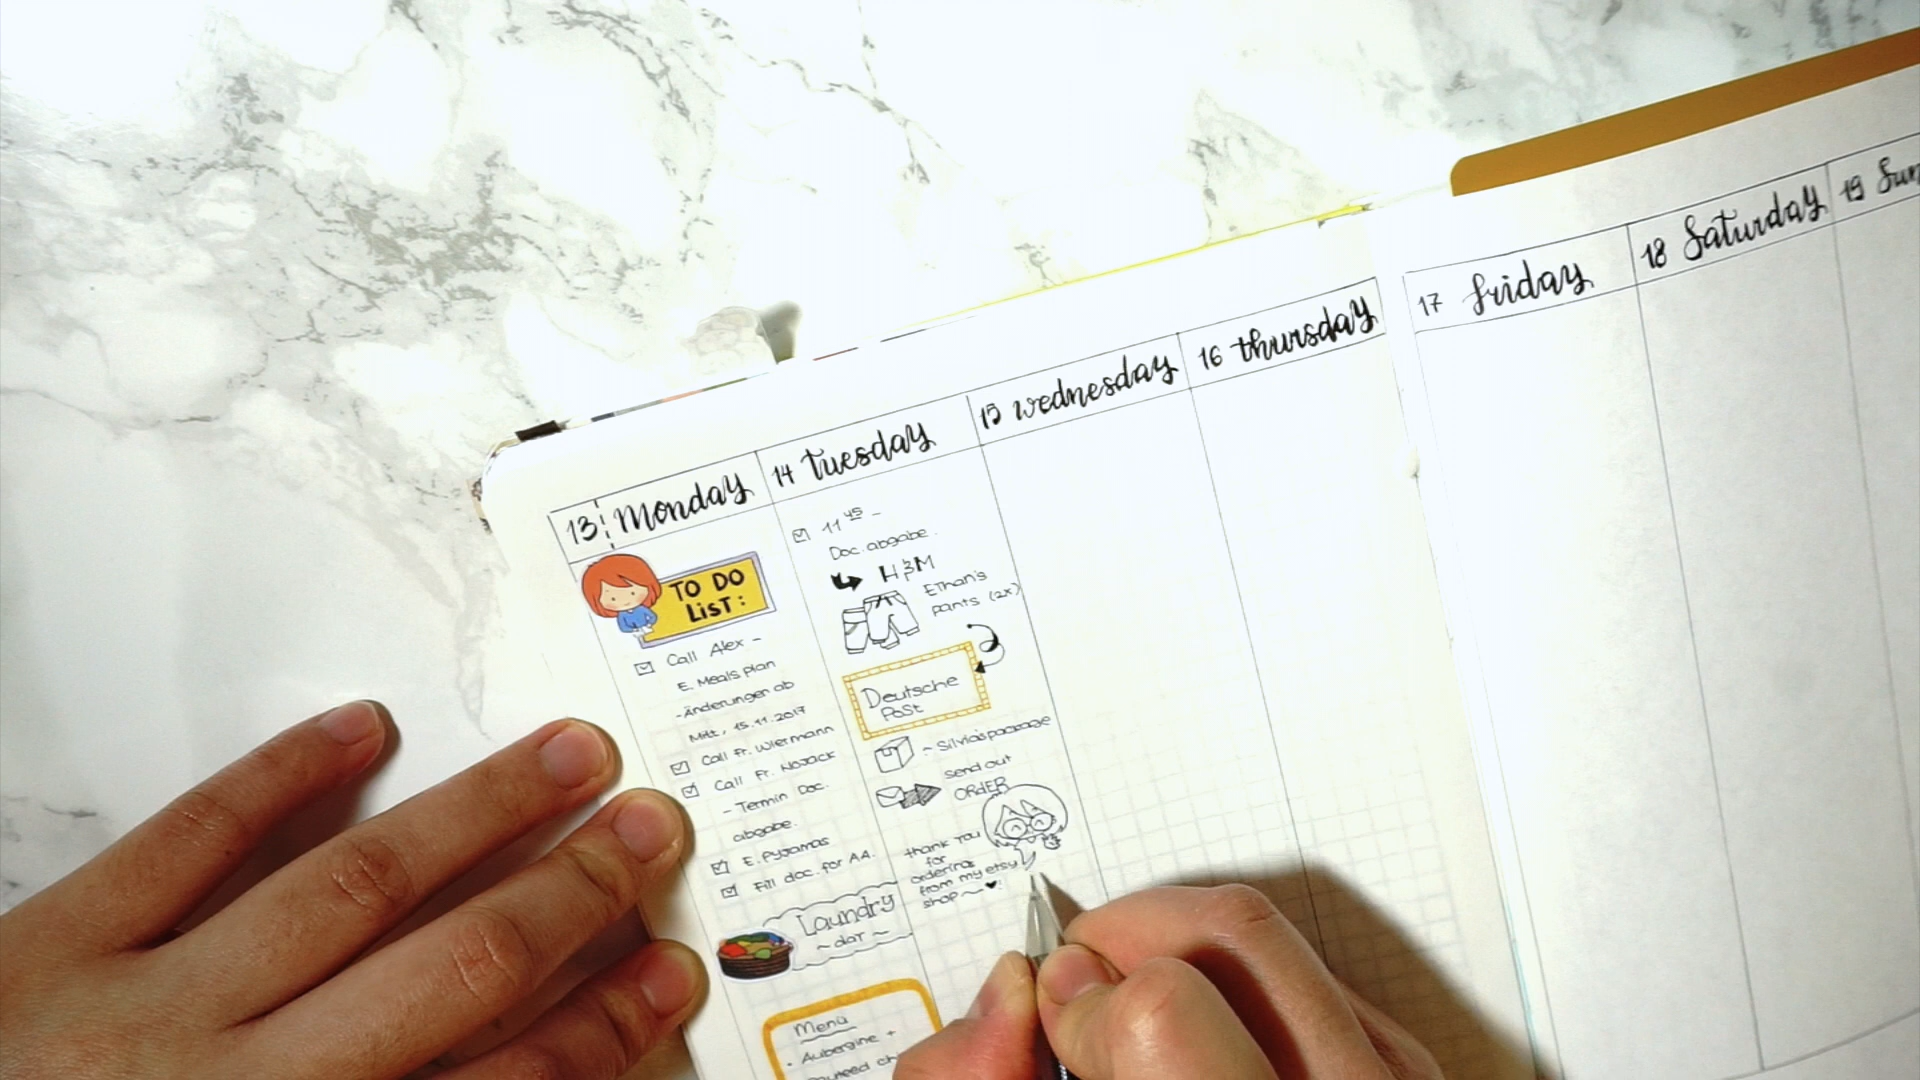 13 Monday
14 Tuesday
15 wednesday
16 thursday
17 friday
18 Saturday
19 Sun
TO DO
LIST:
Call Alex -
E. Meals plan
- Änderungen ab
Mitt, 15.11.2017
Call Fr. Wiermann
Call Fr. Nojack
- Termin Doc.
abgabe.
E. Pyjamas
Fill doc. for AA.
Laundry
~ day ~
Menü
• Aubergine +
11 45 -
Doc. abgabe.
H&M
Ethan's
pants (2x)
Deutsche
Post
- Silvia's package
send out
ORDER
thank you
for
ordering
from my etsy
shop ~ ♥